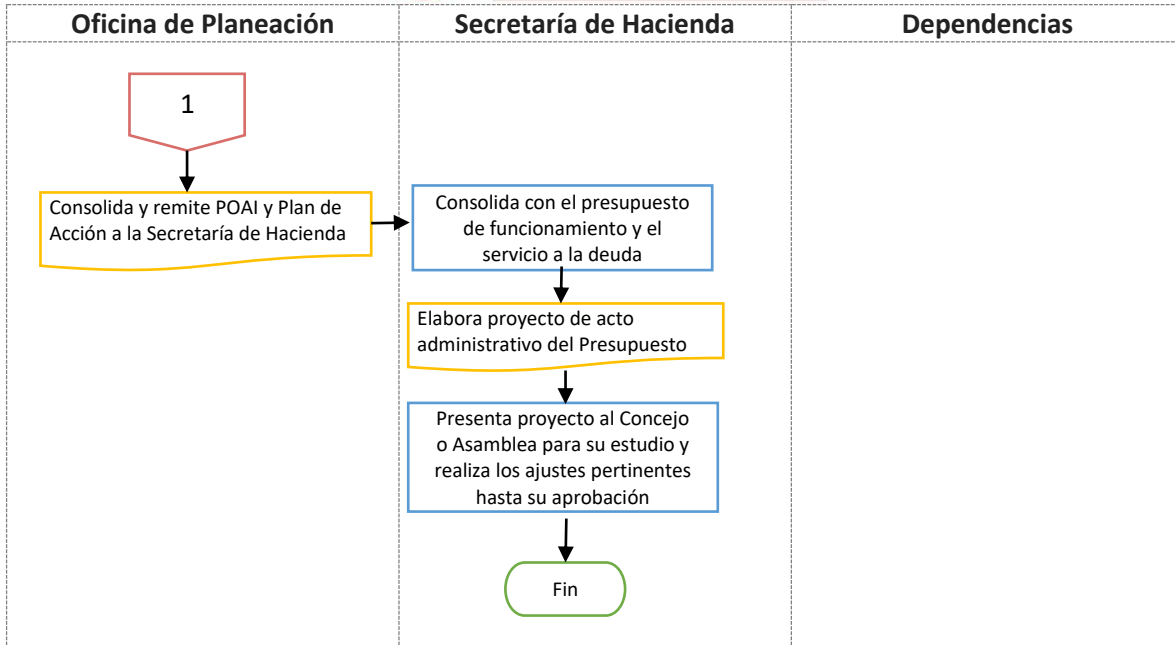 Oficina de Planeación
Secretaría de Hacienda
Dependencias
1
Consolida y remite POAI y Plan de
Acción a la Secretaría de Hacienda
Consolida con el presupuesto
de funcionamiento y el
servicio a la deuda
Elabora proyecto de acto
administrativo del Presupuesto
Presenta proyecto al Concejo
o Asamblea para su estudio y
realiza los ajustes pertinentes
hasta su aprobación
Fin